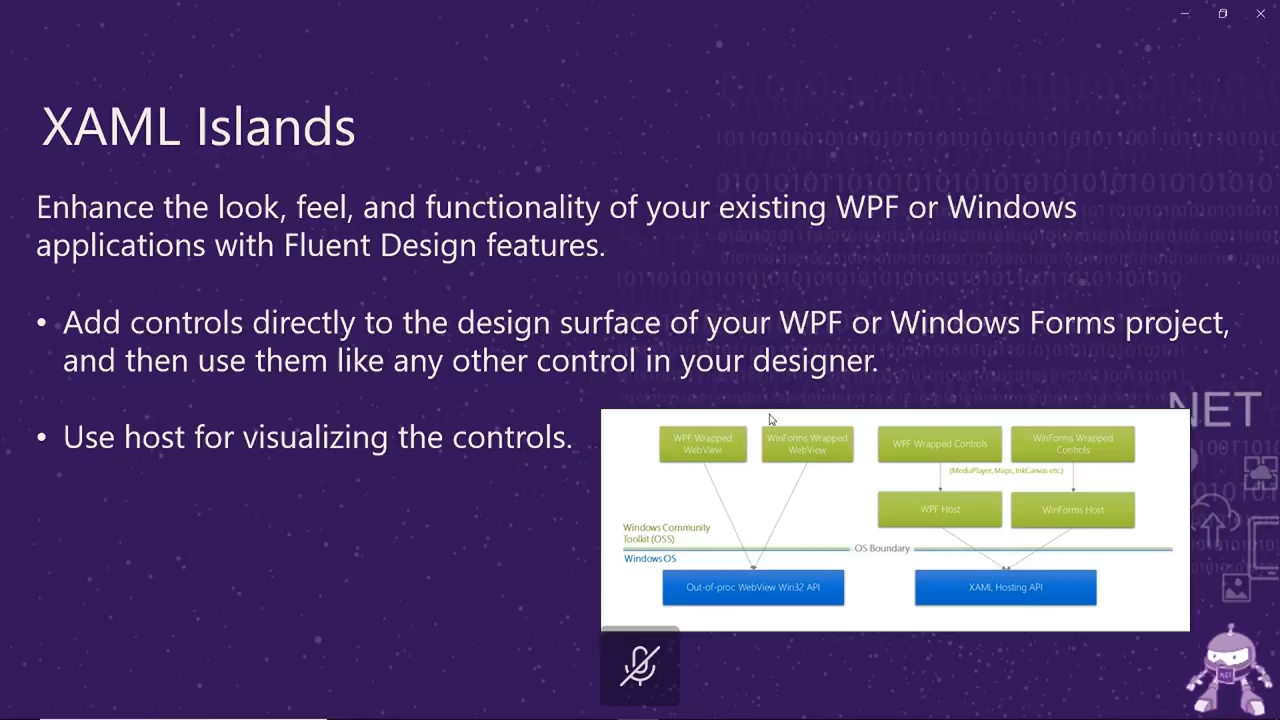 XAML Islands
Enhance the look, feel, and functionality of your existing WPF or Windows
applications with Fluent Design features.
• Add controls directly to the design surface of your WPF or Windows Forms project,
and then use them like any other control in your designer.
• Use host for visualizing the controls.
.NET
WPF Wrapped
WebView
WinForms Wrapped
WebView
WPF Wrapped Controls
WinForms Wrapped
Controls
(MediaPlayer, Maps, InkCanvas etc.)
WPF Host
WinForms Host
Windows Community
Toolkit (OSS)
OS Boundary
Windows OS
Out-of-proc WebView Win32 API
XAML Hosting API
.NET